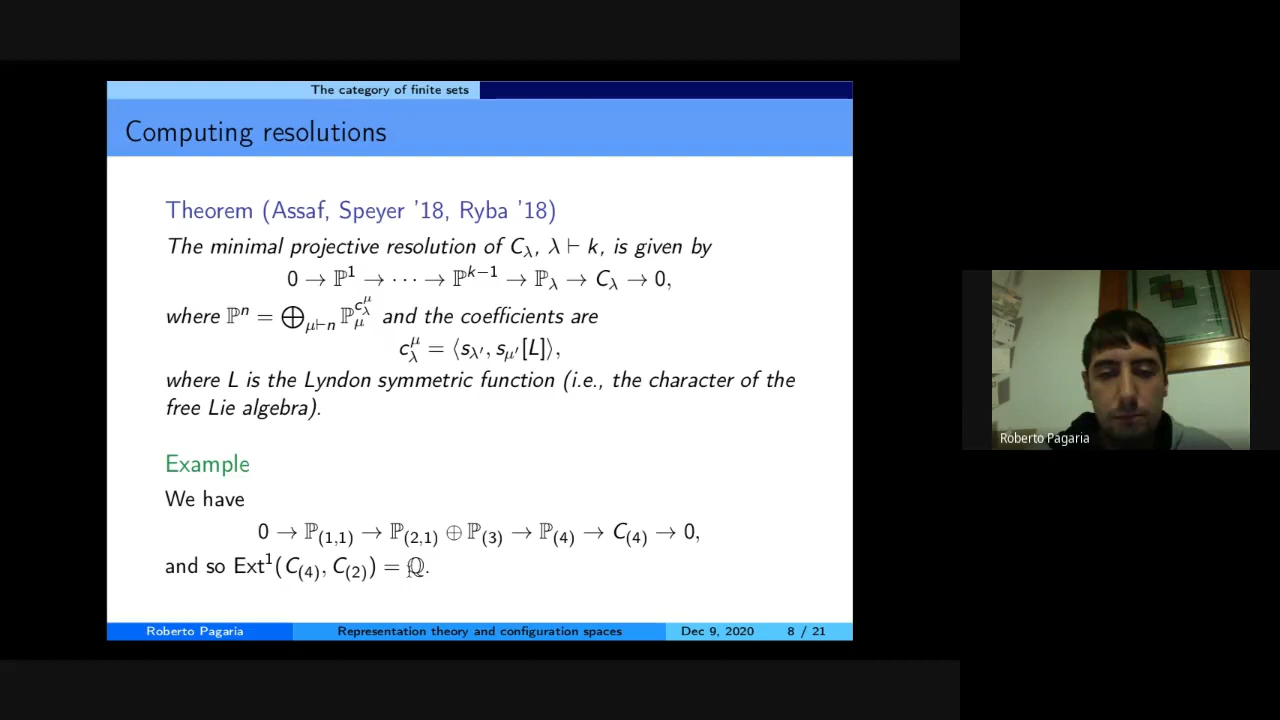 The category of finite sets
Computing resolutions
Theorem (Assaf, Speyer '18, Ryba '18)
The minimal projective resolution of C_λ, λ ⊢ k, is given by
0 → ℙ^1 → ⋯ → ℙ^{k−1} → ℙ_λ → C_λ → 0,
where ℙ^n = ⨁_{μ⊢n} ℙ_μ^{c_λ^μ} and the coefficients are
c_λ^μ = ⟨s_{λ′}, s_{μ′}[L]⟩,
where L is the Lyndon symmetric function (i.e., the character of the
free Lie algebra).
Example
We have
0 → ℙ_{(1,1)} → ℙ_{(2,1)} ⊕ ℙ_{(3)} → ℙ_{(4)} → C_{(4)} → 0,
and so Ext^1(C_{(4)}, C_{(2)}) = ℚ.
Roberto Pagaria Representation theory and configuration spaces Dec 9, 2020 8 / 21
Roberto Pagaria